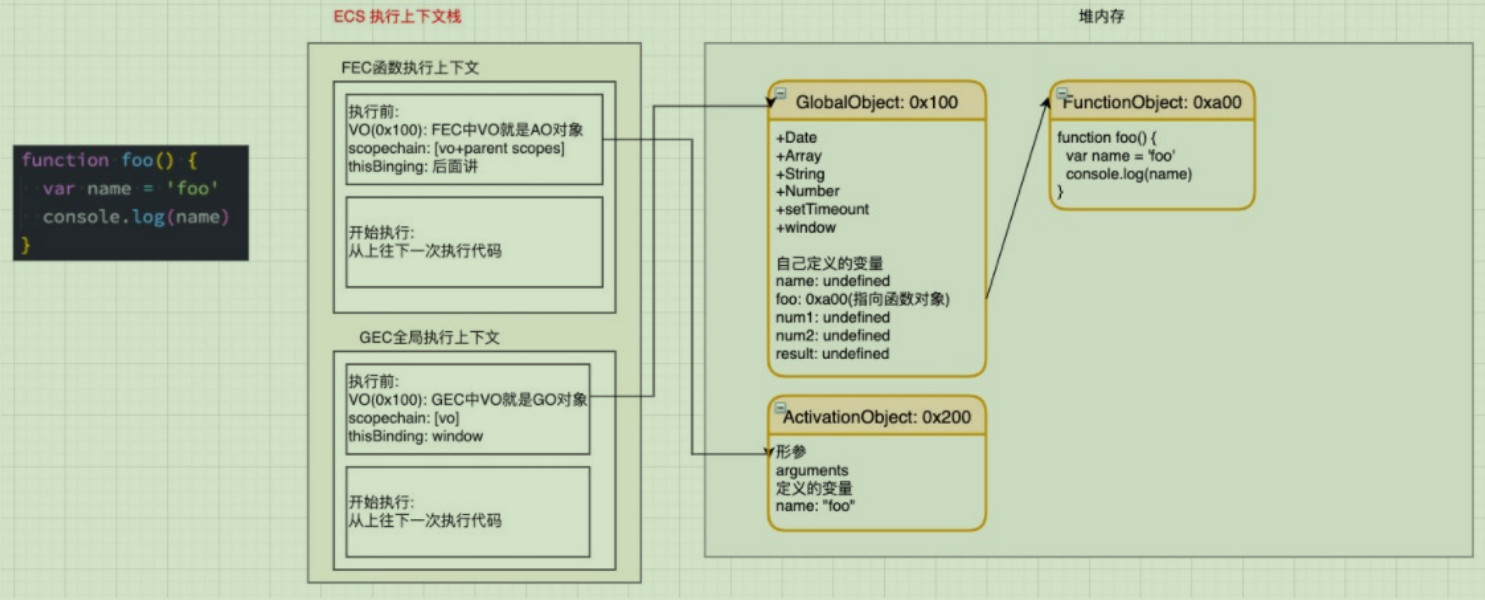 ECS 执行上下文栈
堆内存
function foo() {
var name = 'foo'
console.log(name)
}
FEC函数执行上下文
执行前:
VO(0x100): FEC中VO就是AO对象
scopechain: [vo+parent scopes]
thisBinging: 后面讲
开始执行:
从上往下一次执行代码
GEC全局执行上下文
执行前:
VO(0x100): GEC中VO就是GO对象
scopechain: [vo]
thisBinding: window
开始执行:
从上往下一次执行代码
GlobalObject: 0x100
+Date
+Array
+String
+Number
+setTimeount
+window
自己定义的变量
name: undefined
foo: 0xa00(指向函数对象)
num1: undefined
num2: undefined
result: undefined
ActivationObject: 0x200
形参
arguments
定义的变量
name: "foo"
FunctionObject: 0xa00
function foo() {
var name = 'foo'
console.log(name)
}